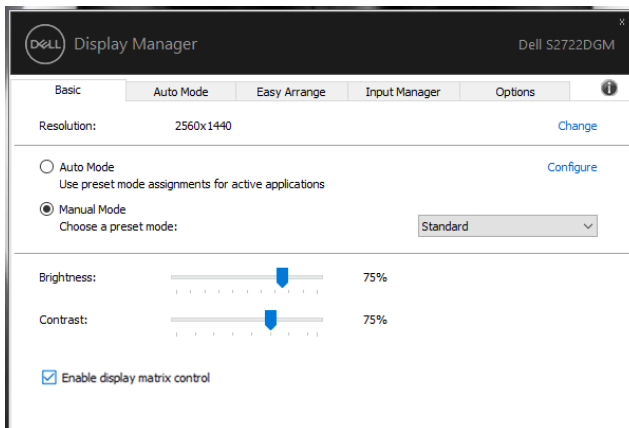 x
DELL Display Manager Dell S2722DGM
Basic Auto Mode Easy Arrange Input Manager Options i
Resolution: 2560x1440 Change
Auto Mode Configure
Use preset mode assignments for active applications
Manual Mode
Choose a preset mode: Standard
Brightness: 75%
Contrast: 75%
Enable display matrix control